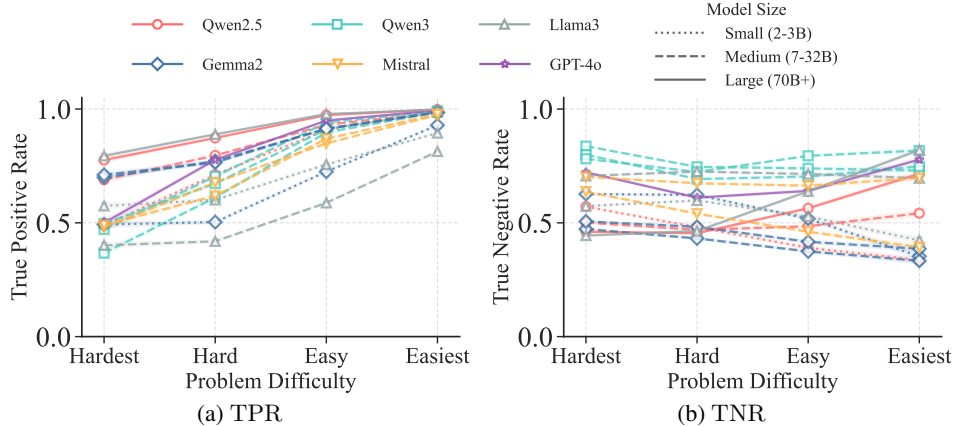 Qwen2.5 Qwen3 Llama3
Gemma2 Mistral GPT-4o
Model Size
Small (2-3B)
Medium (7-32B)
Large (70B+)
True Positive Rate
1.0
0.5
0.0
Hardest Hard Easy Easiest
Problem Difficulty
(a) TPR
True Negative Rate
1.0
0.5
0.0
Hardest Hard Easy Easiest
Problem Difficulty
(b) TNR